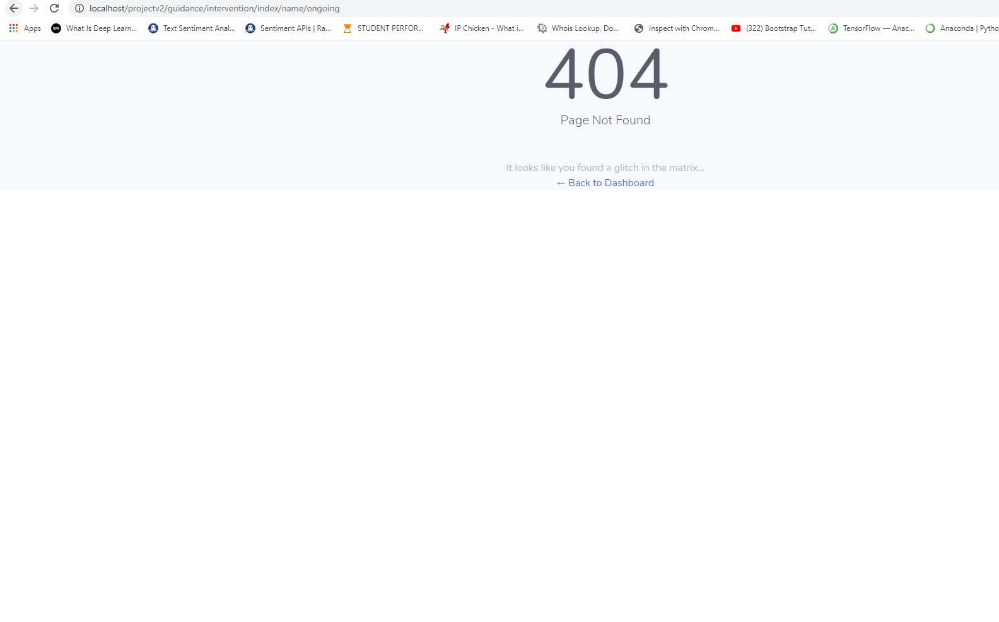 localhost/projectv2/guidance/intervention/index/name/ongoing
Apps What Is Deep Learn... Text Sentiment Anal... Sentiment APIs | Ra... STUDENT PERFOR... IP Chicken - What i... Whois Lookup, Do... Inspect with Chrom... (322) Bootstrap Tut... TensorFlow — Anac... Anaconda | Pytho
404
Page Not Found
It looks like you found a glitch in the matrix...
← Back to Dashboard